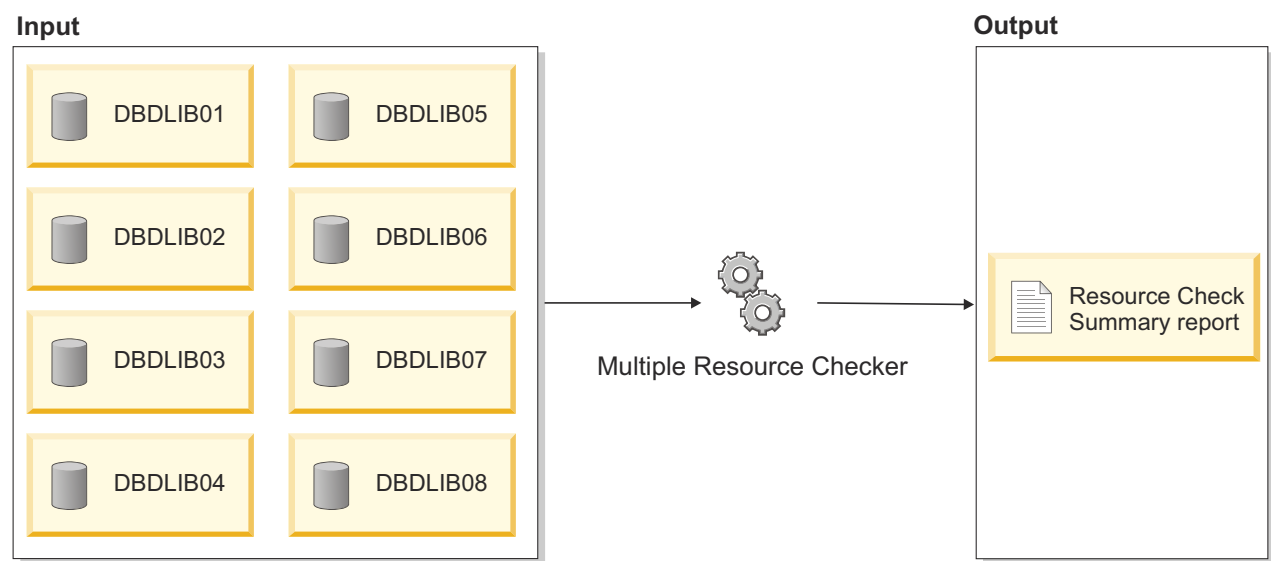 Input
DBDLIB01
DBDLIB05
DBDLIB02
DBDLIB06
DBDLIB03
DBDLIB07
DBDLIB04
DBDLIB08
Multiple Resource Checker
Output
Resource Check
Summary report